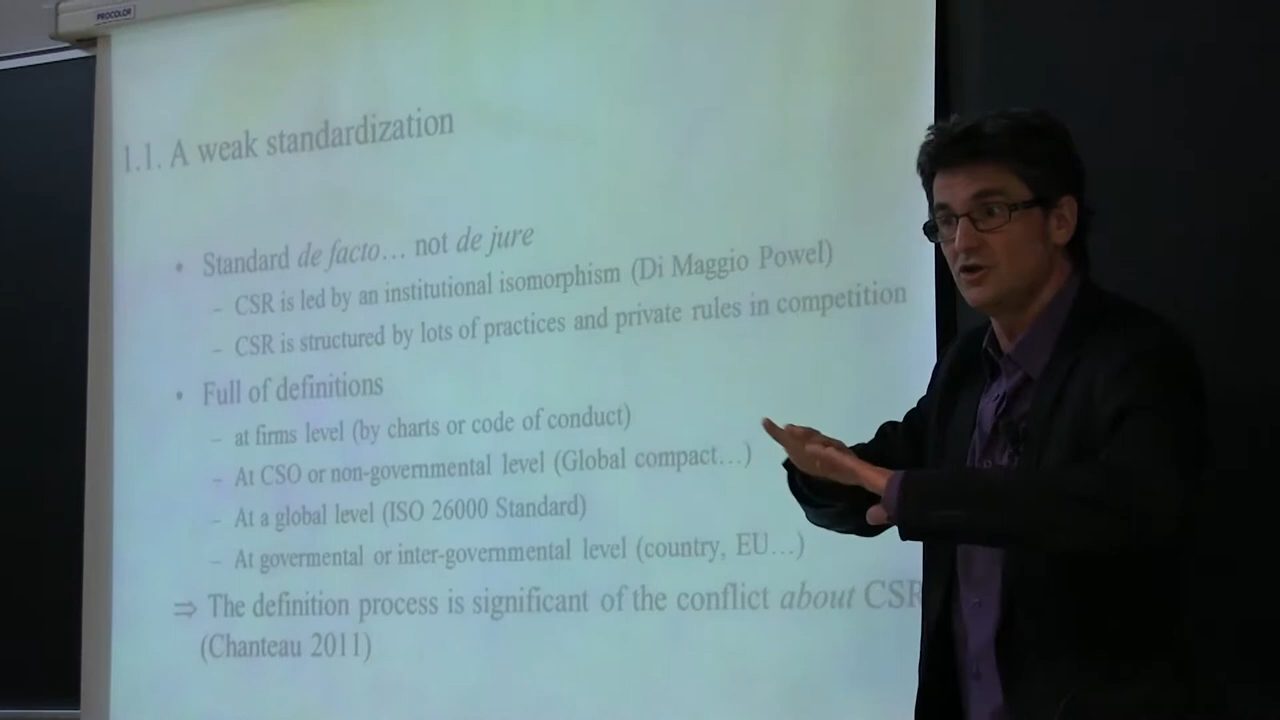 PROCOLOR
1.1. A weak standardization
• Standard de facto… not de jure
– CSR is led by an institutional isomorphism (Di Maggio Powel)
– CSR is structured by lots of practices and private rules in competition
• Full of definitions
– at firms level (by charts or code of conduct)
– At CSO or non-governmental level (Global compact…)
– At a global level (ISO 26000 Standard)
– At govermental or inter-governmental level (country, EU…)
⇒ The definition process is significant of the conflict about CSR
(Chanteau 2011)